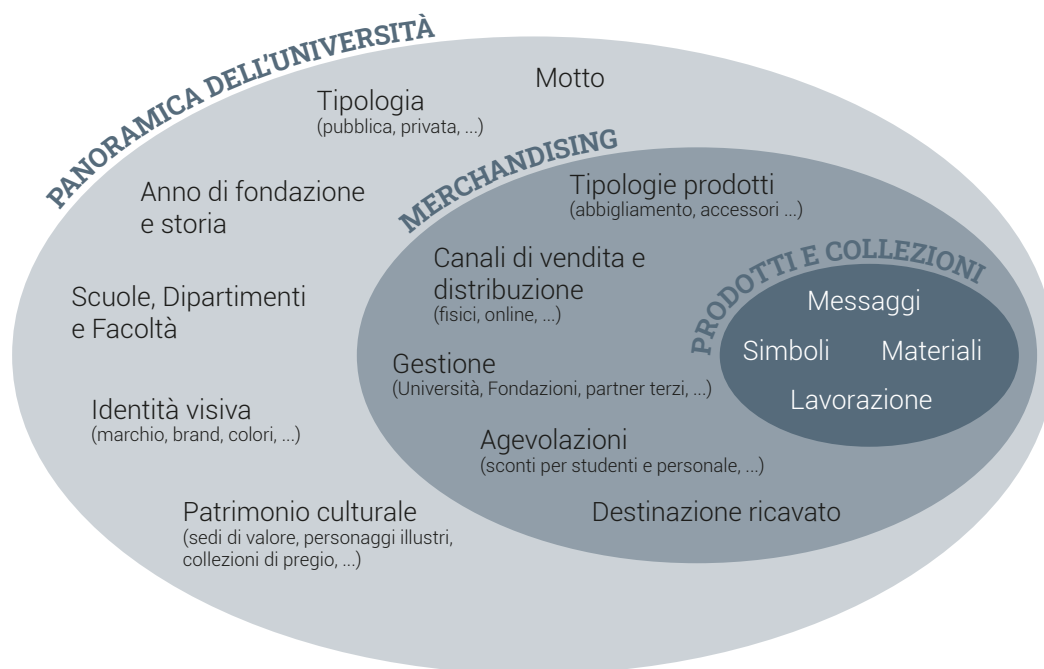 PANORAMICA DELL'UNIVERSITÀ
Motto
Tipologia
(pubblica, privata, ...)
Anno di fondazione
e storia
Scuole, Dipartimenti
e Facoltà
Identità visiva
(marchio, brand, colori, ...)
Patrimonio culturale
(sedi di valore, personaggi illustri,
collezioni di pregio, ...)
MERCHANDISING
Tipologie prodotti
(abbigliamento, accessori ...)
Canali di vendita e
distribuzione
(fisici, online, ...)
Gestione
(Università, Fondazioni, partner terzi, ...)
Agevolazioni
(sconti per studenti e personale, ...)
Destinazione ricavato
PRODOTTI E COLLEZIONI
Messaggi
Simboli Materiali
Lavorazione